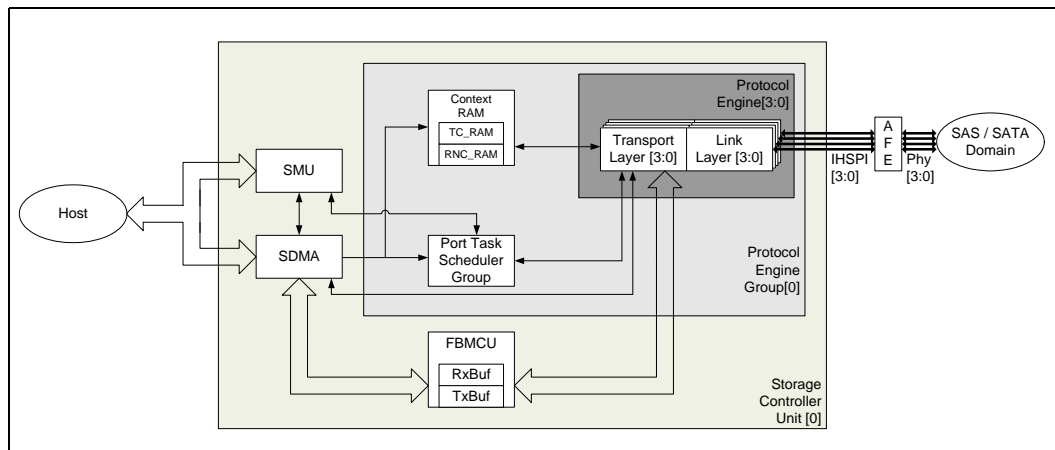 Host
SMU
SDMA
Context
RAM
TC_RAM
RNC_RAM
Port Task
Scheduler
Group
FBMCU
RxBuf
TxBuf
Protocol
Engine[3:0]
Transport
Layer [3:0]
Link
Layer [3:0]
Protocol
Engine
Group[0]
Storage
Controller
Unit [0]
IHSPI
[3:0]
A
F
E
Phy
[3:0]
SAS / SATA
Domain